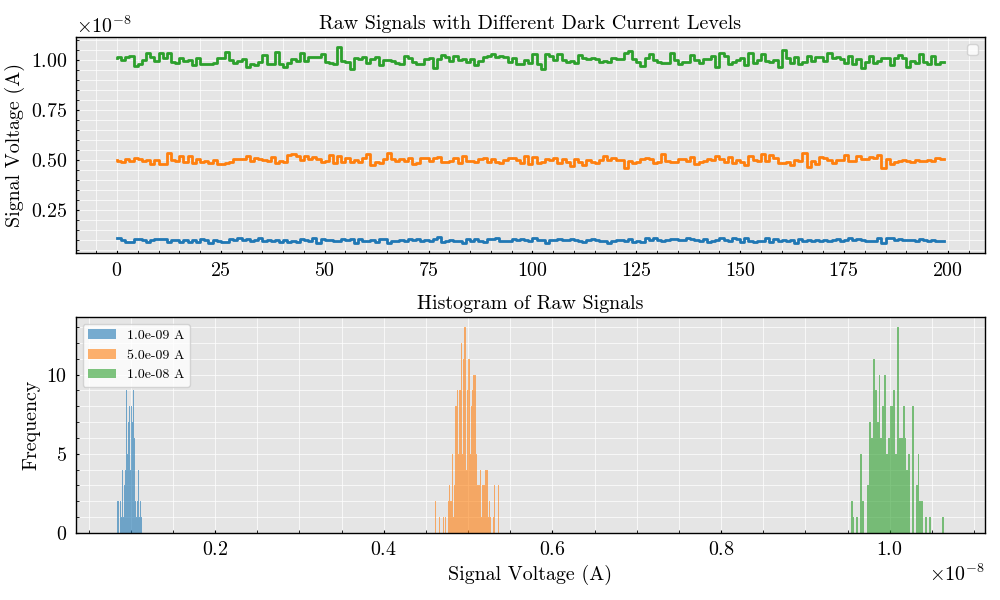 Raw Signals with Different Dark Current Levels
×10⁻⁸
Signal Voltage (A)
1.00
0.75
0.50
0.25
0 25 50 75 100 125 150 175 200
Histogram of Raw Signals
1.0e-09 A
5.0e-09 A
1.0e-08 A
Frequency
10
5
0
0.2 0.4 0.6 0.8 1.0
Signal Voltage (A)
×10⁻⁸